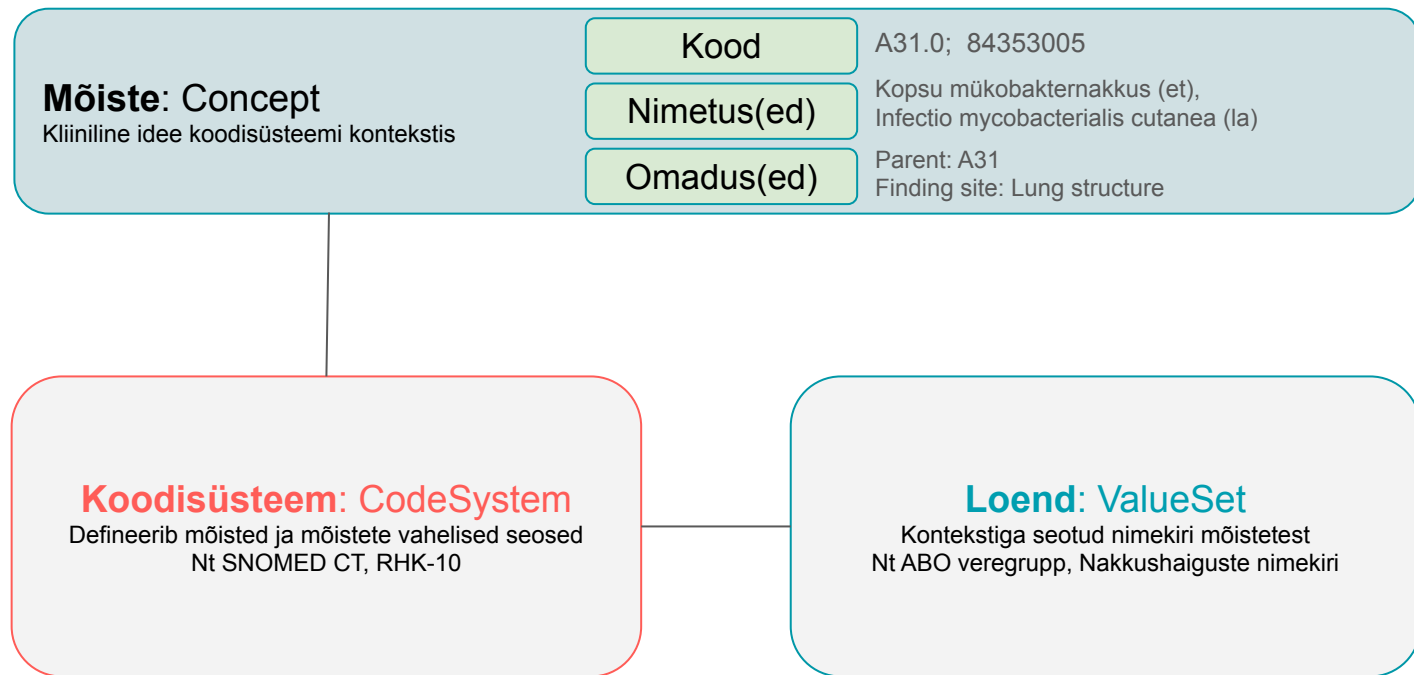 Mõiste: Concept
Kliiniline idee koodisüsteemi kontekstis
Kood
A31.0; 84353005
Nimetus(ed)
Kopsu mükobakternakkus (et),
Infectio mycobacterialis cutanea (la)
Omadus(ed)
Parent: A31
Finding site: Lung structure
Koodisüsteem: CodeSystem
Defineerib mõisted ja mõistete vahelised seosed
Nt SNOMED CT, RHK-10
Loend: ValueSet
Kontekstiga seotud nimekiri mõistetest
Nt ABO veregrupp, Nakkushaiguste nimekiri